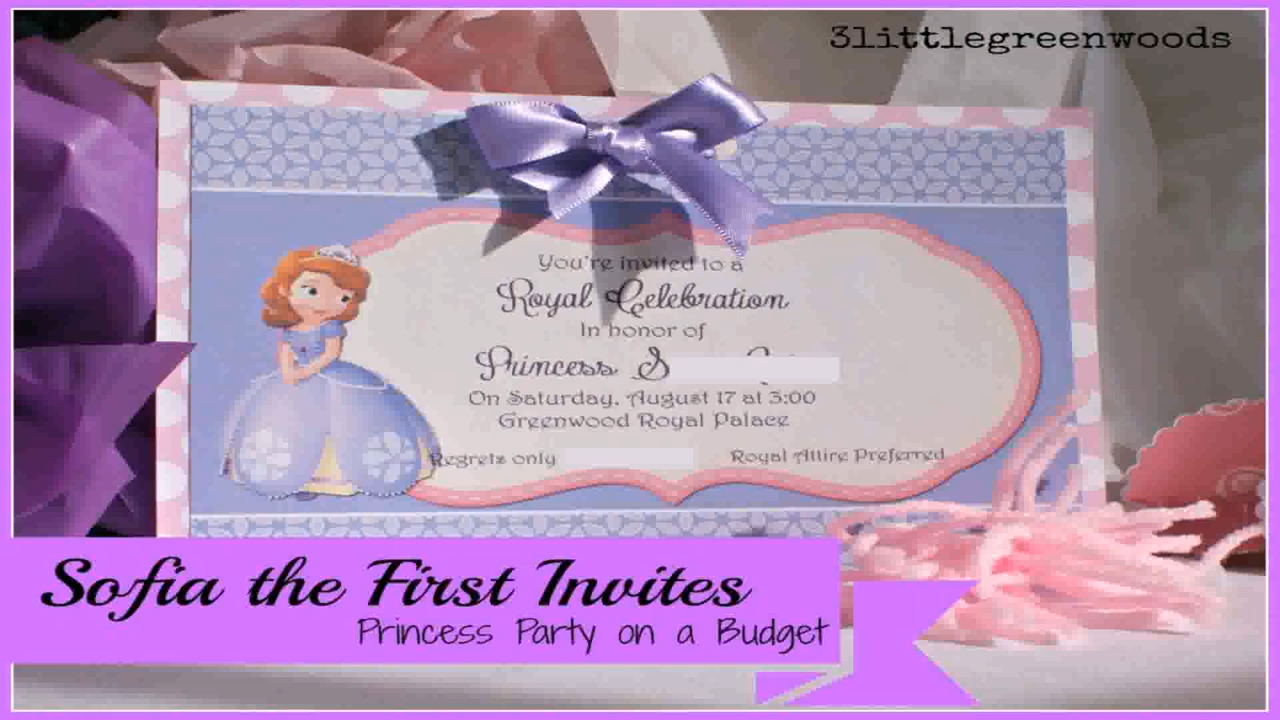 3littlegreenwoods
You're invited to a
Royal Celebration
In honor of
Princess S
On Saturday, August 17 at 3:00
Greenwood Royal Palace
Regrets only
Royal Attire Preferred
Sofia the First Invites
Princess Party on a Budget